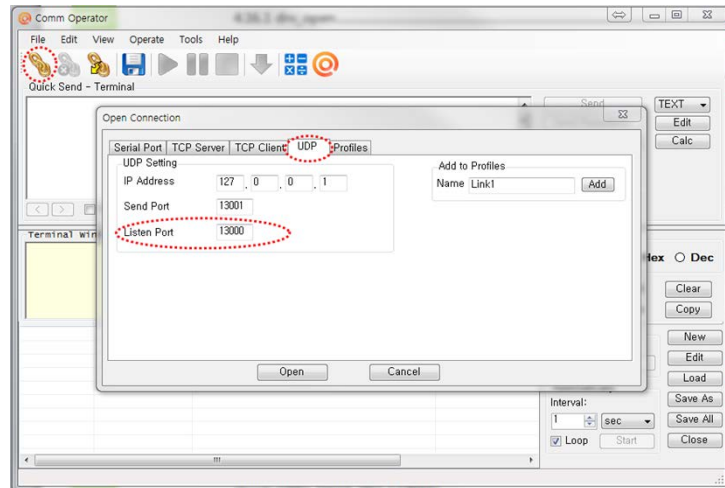 Comm Operator
File Edit View Operate Tools Help
Quick Send - Terminal
Send
TEXT
Edit
Calc
Open Connection
Serial Port TCP Server TCP Client UDP Profiles
UDP Setting
IP Address 127 . 0 . 0 . 1
Send Port 13001
Listen Port 13000
Add to Profiles
Name Link1 Add
Open Cancel
Terminal Win
Hex Dec
Clear
Copy
New
Edit
Load
Save As
Save All
Close
Interval:
1 sec
Loop Start